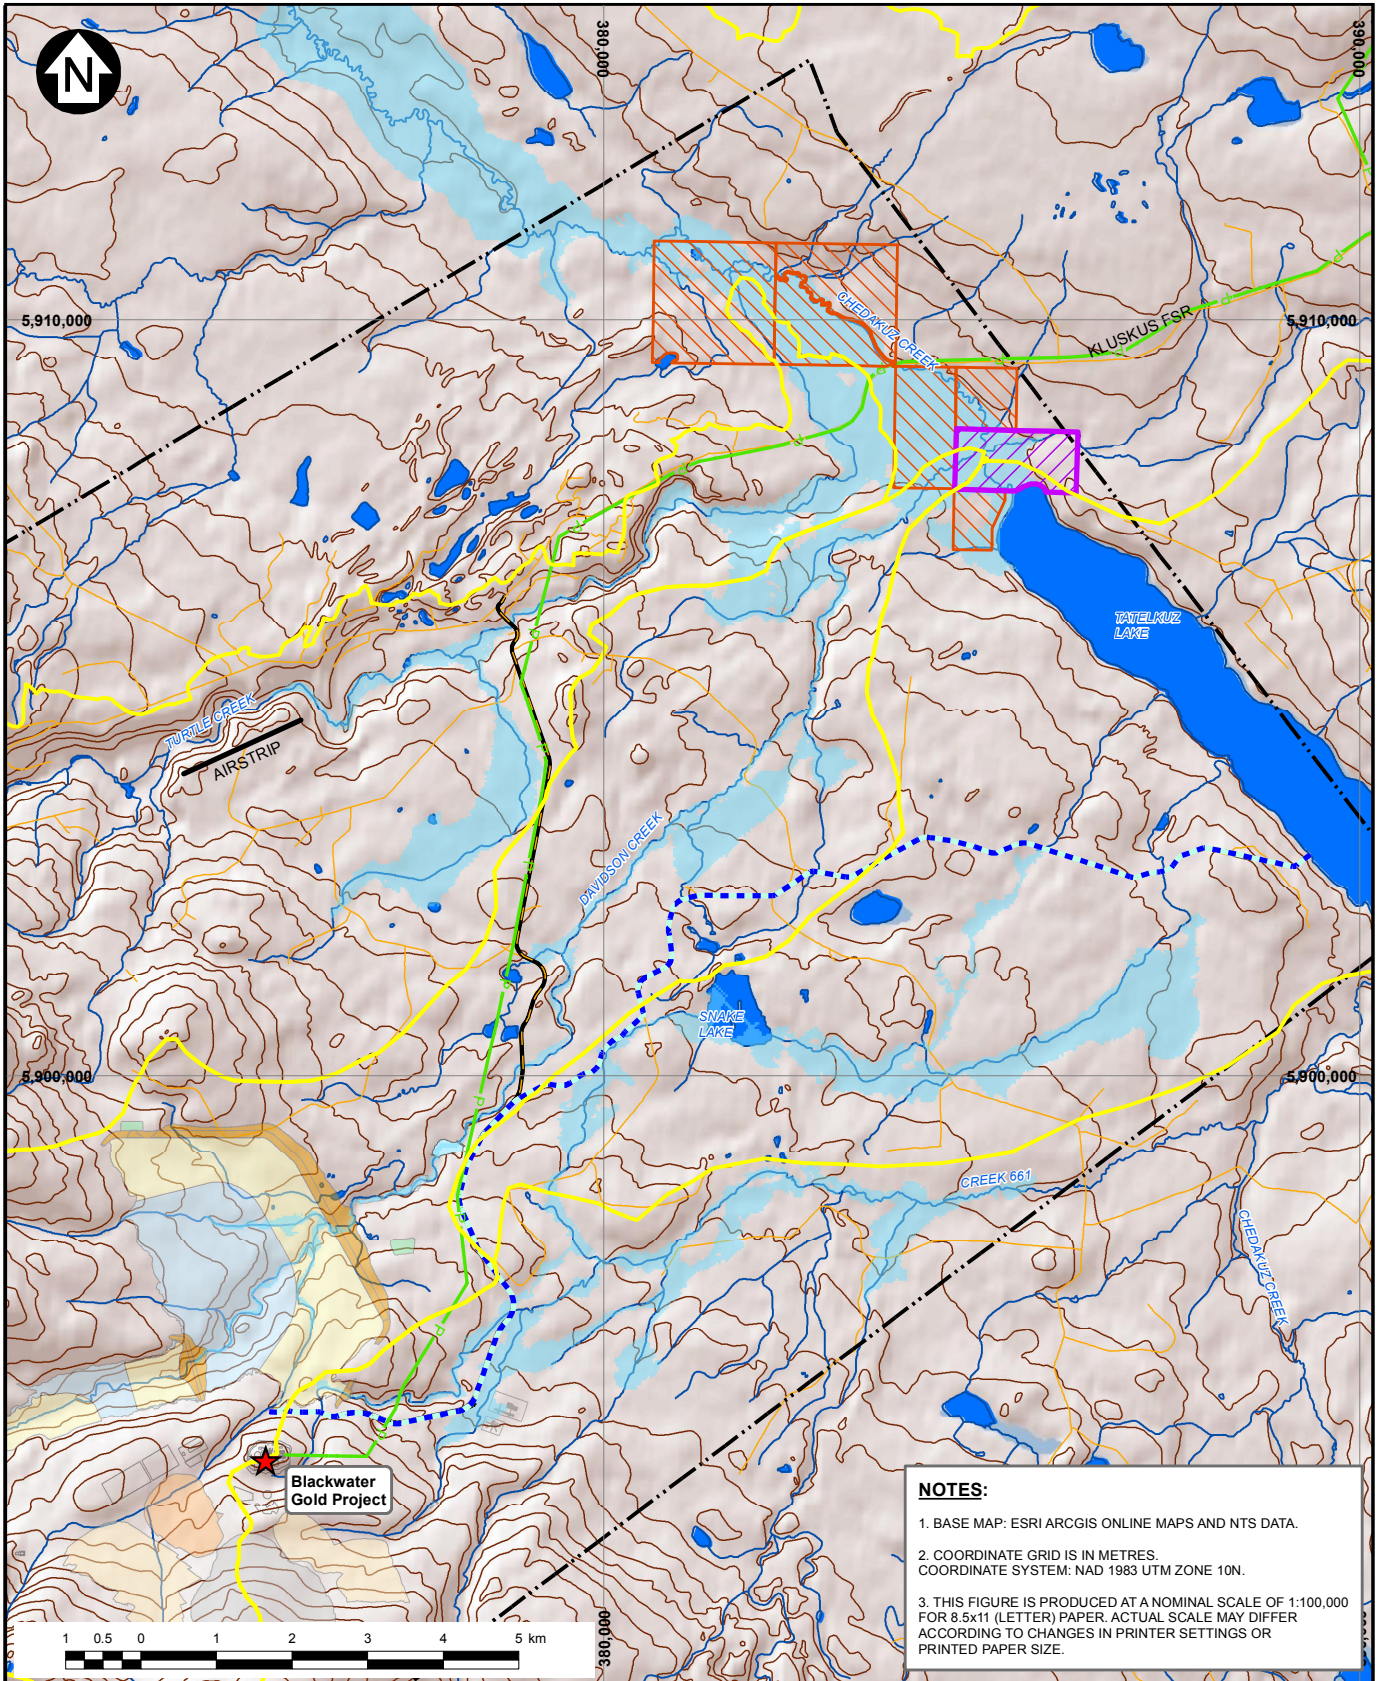 N
380,000
390,000
5,910,000
5,910,000
CHEDAKUZ CREEK
KLUSKUS FSR
TATELKUZ
LAKE
TURTLE CREEK
AIRSTRIP
DAVIDSON CREEK
SNAKE
LAKE
5,900,000
5,900,000
CREEK 661
CHEDAKUZ CREEK
Blackwater
Gold Project
NOTES:
1. BASE MAP: ESRI ARCGIS ONLINE MAPS AND NTS DATA.
2. COORDINATE GRID IS IN METRES.
COORDINATE SYSTEM: NAD 1983 UTM ZONE 10N.
3. THIS FIGURE IS PRODUCED AT A NOMINAL SCALE OF 1:100,000
FOR 8.5x11 (LETTER) PAPER. ACTUAL SCALE MAY DIFFER
ACCORDING TO CHANGES IN PRINTER SETTINGS OR
PRINTED PAPER SIZE.
1 0.5 0 1 2 3 4 5 km
380,000